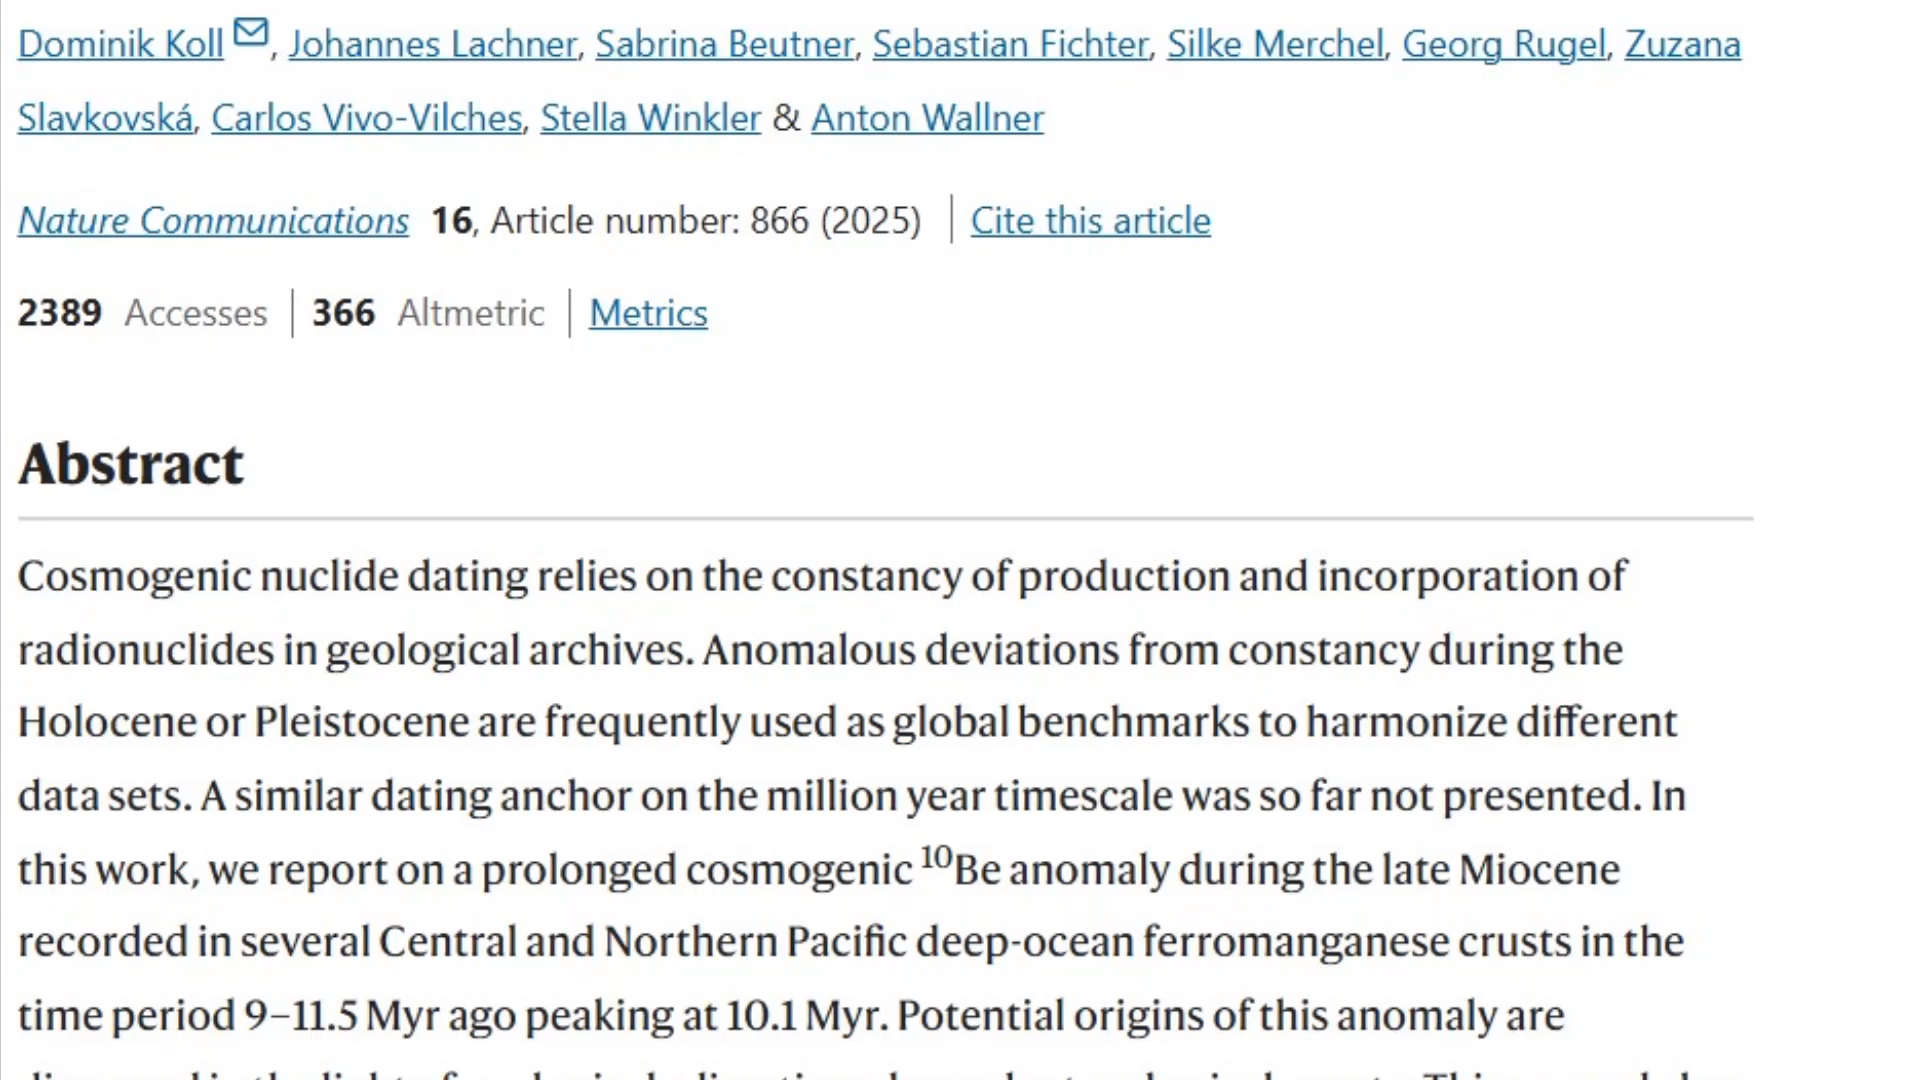 Dominik Koll, Johannes Lachner, Sabrina Beutner, Sebastian Fichter, Silke Merchel, Georg Rugel, Zuzana
Slavkovská, Carlos Vivo-Vilches, Stella Winkler & Anton Wallner
Nature Communications 16, Article number: 866 (2025) | Cite this article
2389 Accesses | 366 Altmetric | Metrics
Abstract
Cosmogenic nuclide dating relies on the constancy of production and incorporation of
radionuclides in geological archives. Anomalous deviations from constancy during the
Holocene or Pleistocene are frequently used as global benchmarks to harmonize different
data sets. A similar dating anchor on the million year timescale was so far not presented. In
this work, we report on a prolonged cosmogenic ¹⁰Be anomaly during the late Miocene
recorded in several Central and Northern Pacific deep-ocean ferromanganese crusts in the
time period 9–11.5 Myr ago peaking at 10.1 Myr. Potential origins of this anomaly are